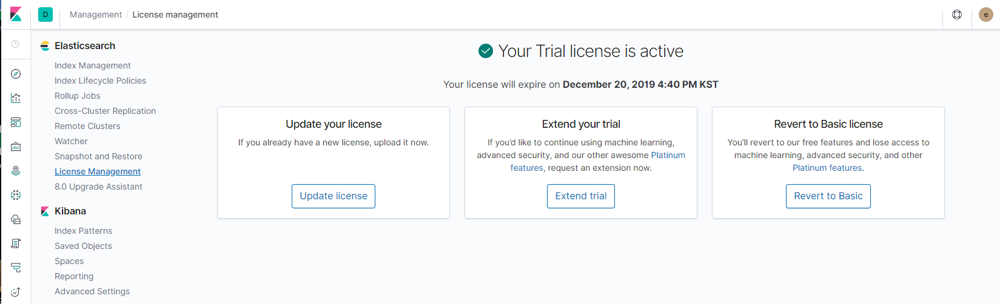 D Management / License management e
Elasticsearch
Index Management
Index Lifecycle Policies
Rollup Jobs
Cross-Cluster Replication
Remote Clusters
Watcher
Snapshot and Restore
License Management
8.0 Upgrade Assistant
Kibana
Index Patterns
Saved Objects
Spaces
Reporting
Advanced Settings
Your Trial license is active
Your license will expire on December 20, 2019 4:40 PM KST
Update your license
If you already have a new license, upload it now.
Update license
Extend your trial
If you’d like to continue using machine learning,
advanced security, and our other awesome Platinum
features, request an extension now.
Extend trial
Revert to Basic license
You’ll revert to our free features and lose access to
machine learning, advanced security, and other
Platinum features.
Revert to Basic